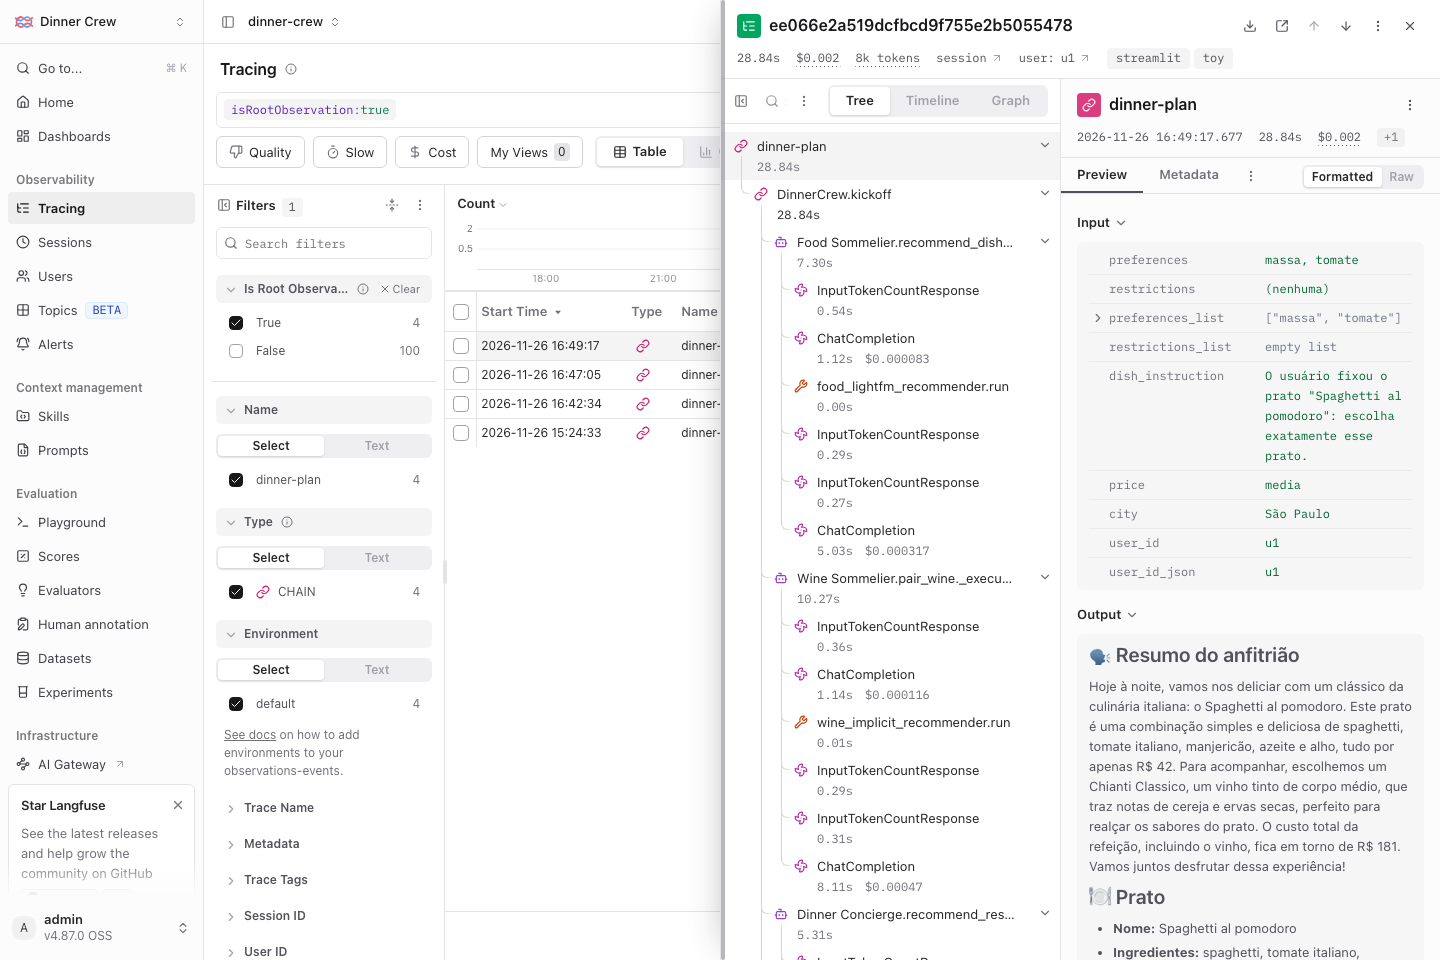 Dinner Crew
Go to...
⌘ K
Home
Dashboards
Observability
Tracing
Sessions
Users
Topics BETA
Alerts
Context management
Skills
Prompts
Evaluation
Playground
Scores
Evaluators
Human annotation
Datasets
Experiments
Infrastructure
AI Gateway
Star Langfuse
See the latest releases
and help grow the
community on GitHub
A
admin
v4.87.0 OSS
dinner-crew
Tracing
isRootObservation:true
Quality
Slow
Cost
My Views 0
Table
Filters 1
Search filters
Is Root Observa...
Clear
True 4
False 100
Name
Select Text
dinner-plan 4
Type
Select Text
CHAIN 4
Environment
Select Text
default 4
See docs on how to add
environments to your
observations-events.
Trace Name
Metadata
Trace Tags
Session ID
User ID
Count
2
0.5
18:00 21:00
Start Time Type Name
2026-11-26 16:49:17 dinner-
2026-11-26 16:47:05 dinner-
2026-11-26 16:42:34 dinner-
2026-11-26 15:24:33 dinner-
ee066e2a519dcfbcd9f755e2b5055478
28.84s $0.002 8k tokens session user: u1 streamlit toy
Tree Timeline Graph
dinner-plan
28.84s
DinnerCrew.kickoff
28.84s
Food Sommelier.recommend_dish...
7.30s
InputTokenCountResponse
0.54s
ChatCompletion
1.12s $0.000083
food_lightfm_recommender.run
0.00s
InputTokenCountResponse
0.29s
InputTokenCountResponse
0.27s
ChatCompletion
5.03s $0.000317
Wine Sommelier.pair_wine._execu...
10.27s
InputTokenCountResponse
0.36s
ChatCompletion
1.14s $0.000116
wine_implicit_recommender.run
0.01s
InputTokenCountResponse
0.29s
InputTokenCountResponse
0.31s
ChatCompletion
8.11s $0.00047
Dinner Concierge.recommend_res...
5.31s
dinner-plan
2026-11-26 16:49:17.677 28.84s $0.002 +1
Preview Metadata
Formatted Raw
Input
preferences massa, tomate
restrictions (nenhuma)
preferences_list ["massa", "tomate"]
restrictions_list empty list
dish_instruction O usuário fixou o
prato "Spaghetti al
pomodoro": escolha
exatamente esse
prato.
price media
city São Paulo
user_id u1
user_id_json u1
Output
🗣️ Resumo do anfitrião
Hoje à noite, vamos nos deliciar com um clássico da
culinária italiana: o Spaghetti al pomodoro. Este prato
é uma combinação simples e deliciosa de spaghetti,
tomate italiano, manjericão, azeite e alho, tudo por
apenas R$ 42. Para acompanhar, escolhemos um
Chianti Classico, um vinho tinto de corpo médio, que
traz notas de cereja e ervas secas, perfeito para
realçar os sabores do prato. O custo total da
refeição, incluindo o vinho, fica em torno de R$ 181.
Vamos juntos desfrutar dessa experiência!
🍽️ Prato
• Nome: Spaghetti al pomodoro
• Ingredientes: spaghetti, tomate italiano,